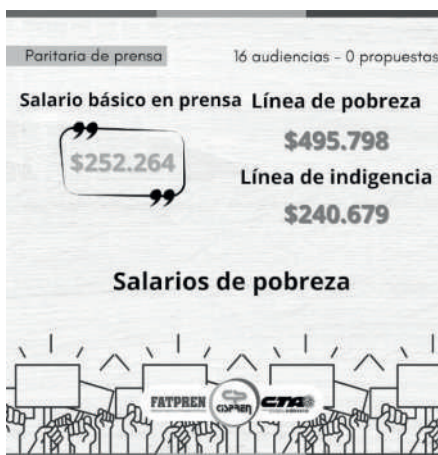 Paritaria de prensa
16 audiencias - 0 propuestas
Salario básico en prensa
$252.264
Línea de pobreza
$495.798
Línea de indigencia
$240.679
Salarios de pobreza
FATPREN
CISPREN
CTA